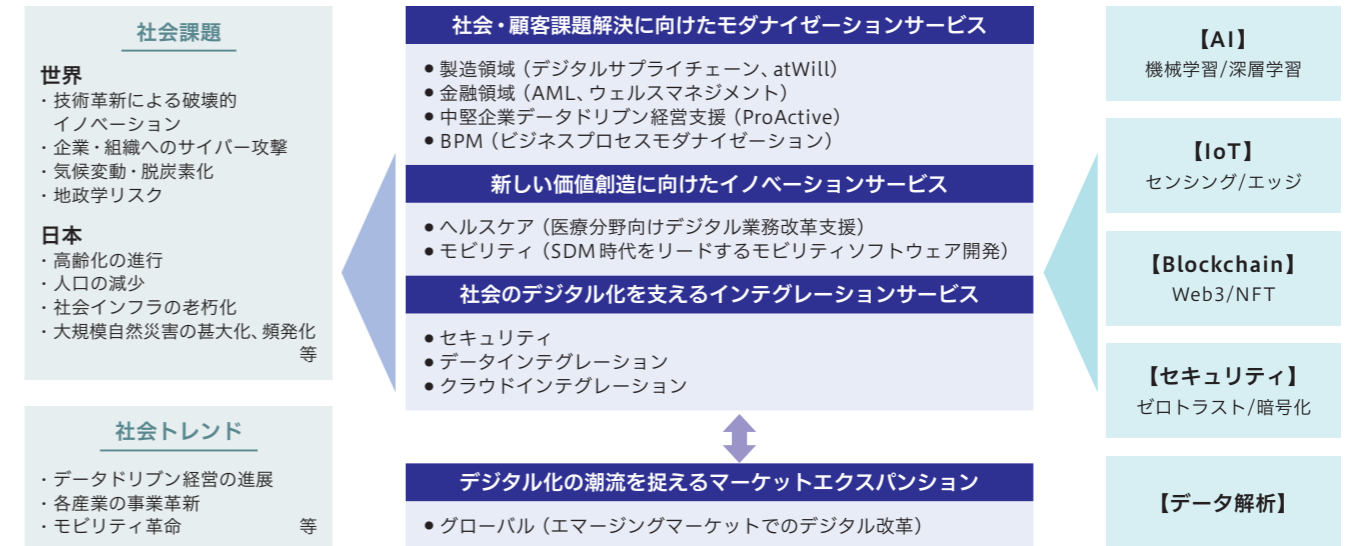 社会課題
世界
・技術革新による破壊的
イノベーション
・企業・組織へのサイバー攻撃
・気候変動・脱炭素化
・地政学リスク
日本
・高齢化の進行
・人口の減少
・社会インフラの老朽化
・大規模自然災害の甚大化、頻発化
等
社会トレンド
・データドリブン経営の進展
・各産業の事業革新
・モビリティ革命 等
社会・顧客課題解決に向けたモダナイゼーションサービス
●製造領域（デジタルサプライチェーン、atWill）
●金融領域（AML、ウェルスマネジメント）
●中堅企業データドリブン経営支援（ProActive）
●BPM（ビジネスプロセスモダナイゼーション）
新しい価値創造に向けたイノベーションサービス
●ヘルスケア（医療分野向けデジタル業務改革支援）
●モビリティ（SDM時代をリードするモビリティソフトウェア開発）
社会のデジタル化を支えるインテグレーションサービス
●セキュリティ
●データインテグレーション
●クラウドインテグレーション
デジタル化の潮流を捉えるマーケットエクスパンション
●グローバル（エマージングマーケットでのデジタル改革）
【AI】
機械学習/深層学習
【IoT】
センシング/エッジ
【Blockchain】
Web3/NFT
【セキュリティ】
ゼロトラスト/暗号化
【データ解析】